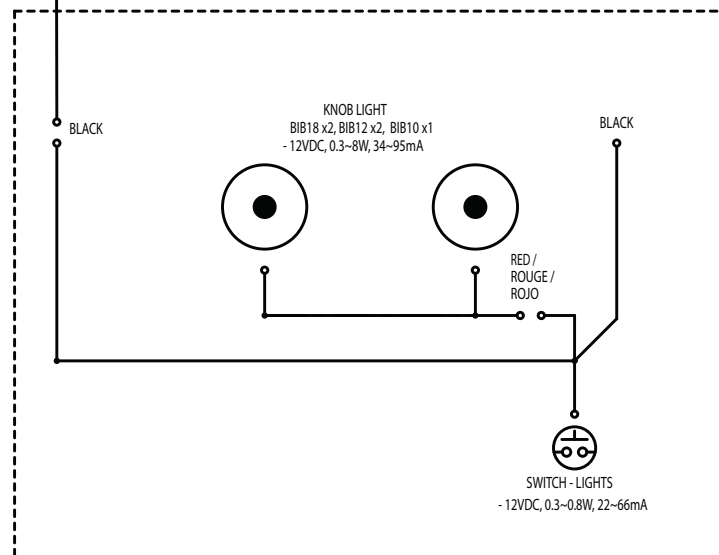 KNOB LIGHT
BIB18 x2, BIB12 x2, BIB10 x1
- 12VDC, 0.3~8W, 34~95mA
BLACK
BLACK
RED /
ROUGE /
ROJO
SWITCH - LIGHTS
- 12VDC, 0.3~0.8W, 22~66mA